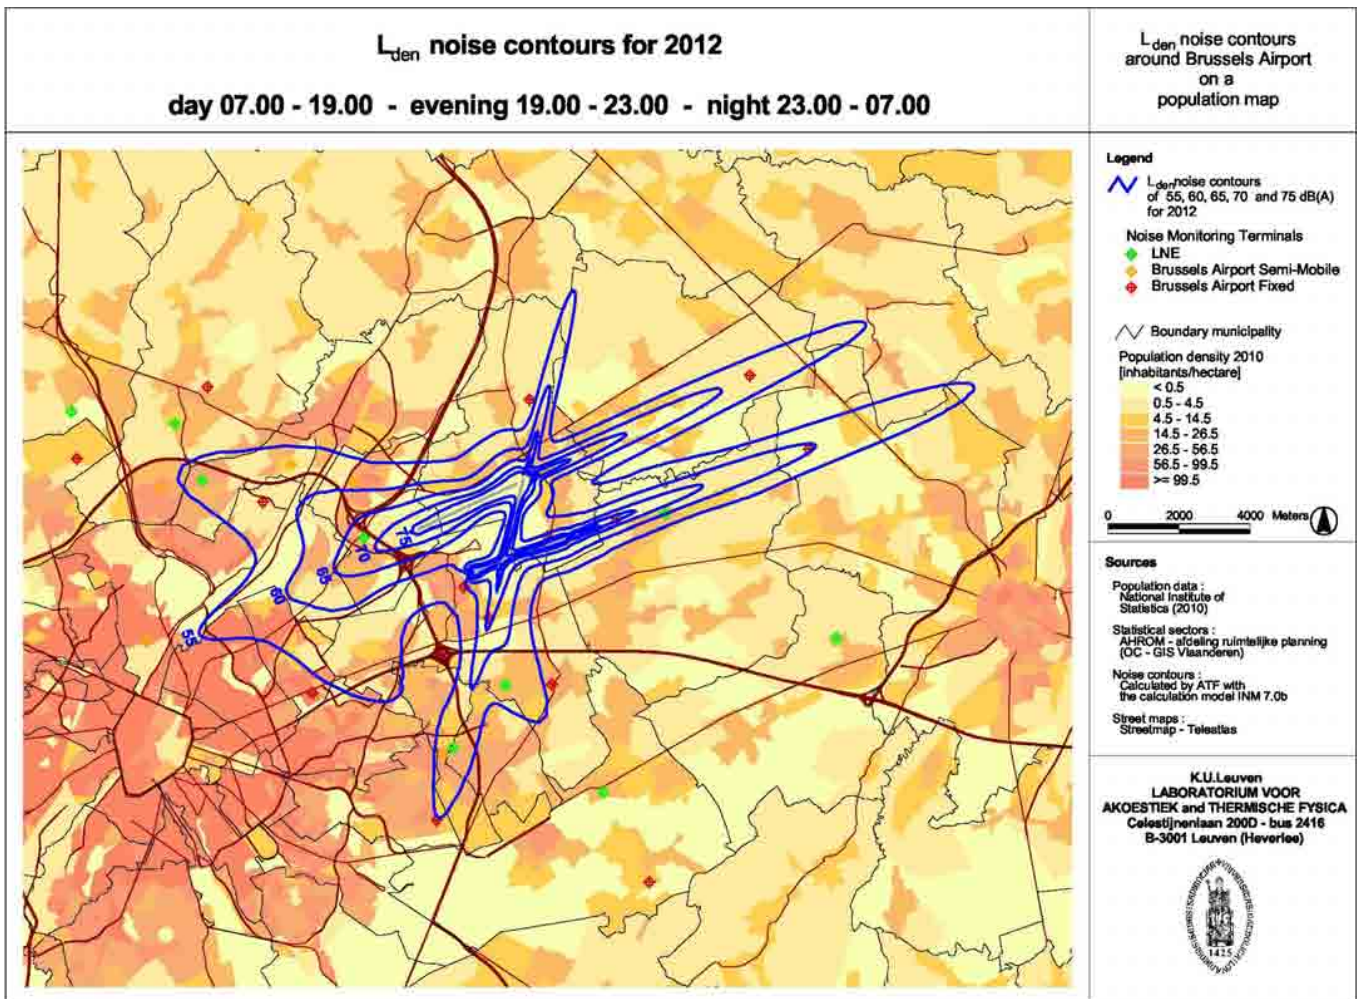 Lden noise contours for 2012
day 07.00 - 19.00 - evening 19.00 - 23.00 - night 23.00 - 07.00
Lden noise contours
around Brussels Airport
on a
population map
Legend
Lden noise contours
of 55, 60, 65, 70 and 75 dB(A)
for 2012
Noise Monitoring Terminals
LNE
Brussels Airport Semi-Mobile
Brussels Airport Fixed
Boundary municipality
Population density 2010
[inhabitants/hectare]
< 0.5
0.5 - 4.5
4.5 - 14.5
14.5 - 26.5
26.5 - 56.5
56.5 - 99.5
>= 99.5
0 2000 4000 Meters
Sources
Population data :
National Institute of
Statistics (2010)
Statistical sectors :
AHROM - afdeling ruimtelijke planning
(OC - GIS Vlaanderen)
Noise contours :
Calculated by ATF with
the calculation model INM 7.0b
Street maps :
Streetmap - Teleatlas
K.U.Leuven
LABORATORIUM VOOR
AKOESTIEK and THERMISCHE FYSICA
Celestijnenlaan 200D - bus 2416
B-3001 Leuven (Heverlee)
1425
75
70
65
60
55